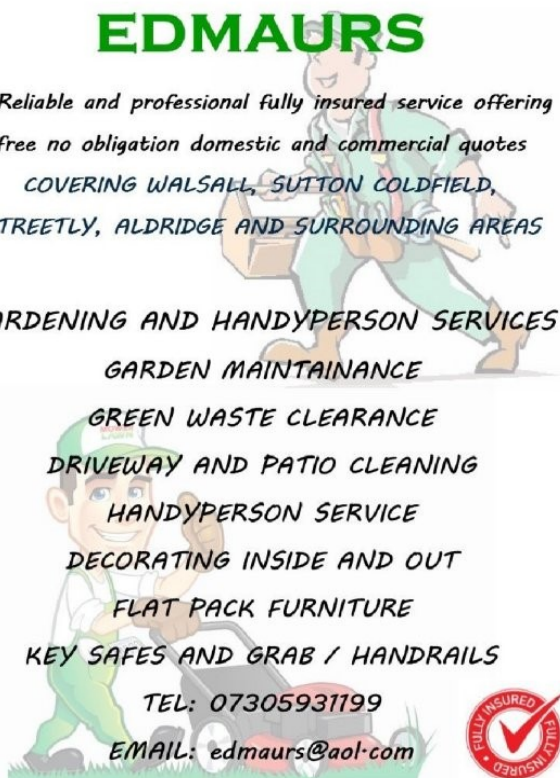 EDMAURS
Reliable and professional fully insured service offering
free no obligation domestic and commercial quotes
COVERING WALSALL, SUTTON COLDFIELD,
TREETLY, ALDRIDGE AND SURROUNDING AREAS
ARDENING AND HANDYPERSON SERVICES
GARDEN MAINTAINANCE
GREEN WASTE CLEARANCE
DRIVEWAY AND PATIO CLEANING
HANDYPERSON SERVICE
DECORATING INSIDE AND OUT
FLAT PACK FURNITURE
KEY SAFES AND GRAB / HANDRAILS
TEL: 07305931199
EMAIL: edmaurs@aol.com
FULLY INSURED
FULLY INSURED